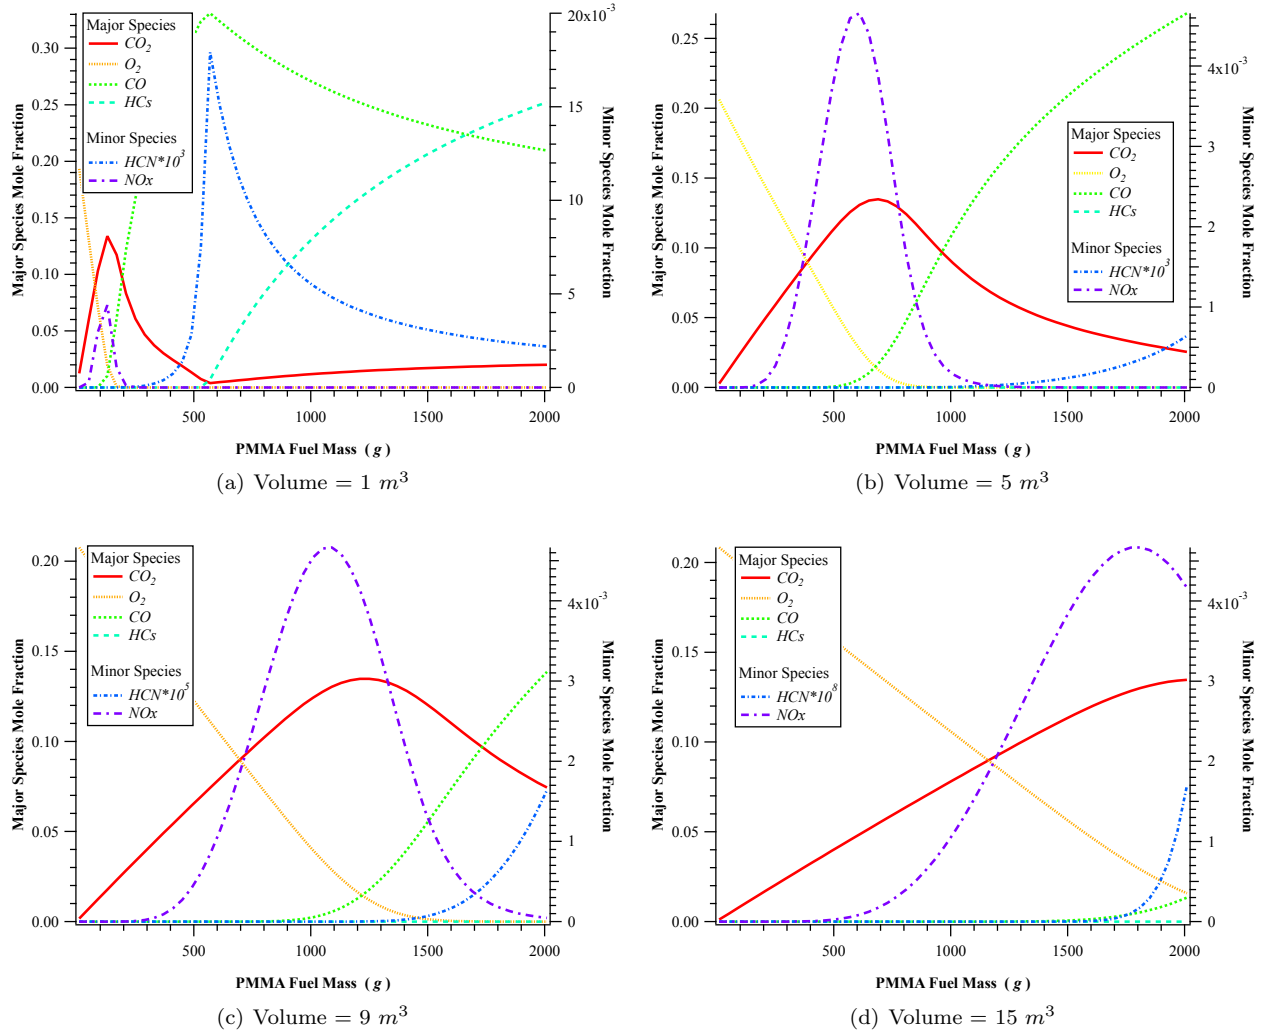 Major Species
CO2
O2
CO
HCs
Minor Species
HCN*10^3
NOx
0.30
0.25
0.20
0.15
0.10
0.05
0.00
Major Species Mole Fraction
20x10^-3
15
10
5
0
Minor Species Mole Fraction
500
1000
1500
2000
PMMA Fuel Mass (g)
(a) Volume = 1 m^3
Major Species
CO2
O2
CO
HCs
Minor Species
HCN*10^3
NOx
0.25
0.20
0.15
0.10
0.05
0.00
Major Species Mole Fraction
4x10^-3
3
2
1
0
Minor Species Mole Fraction
500
1000
1500
2000
PMMA Fuel Mass (g)
(b) Volume = 5 m^3
Major Species
CO2
O2
CO
HCs
Minor Species
HCN*10^5
NOx
0.20
0.15
0.10
0.05
0.00
Major Species Mole Fraction
4x10^-3
3
2
1
0
Minor Species Mole Fraction
500
1000
1500
2000
PMMA Fuel Mass (g)
(c) Volume = 9 m^3
Major Species
CO2
O2
CO
HCs
Minor Species
HCN*10^8
NOx
0.20
0.15
0.10
0.05
0.00
Major Species Mole Fraction
4x10^-3
3
2
1
0
Minor Species Mole Fraction
500
1000
1500
2000
PMMA Fuel Mass (g)
(d) Volume = 15 m^3